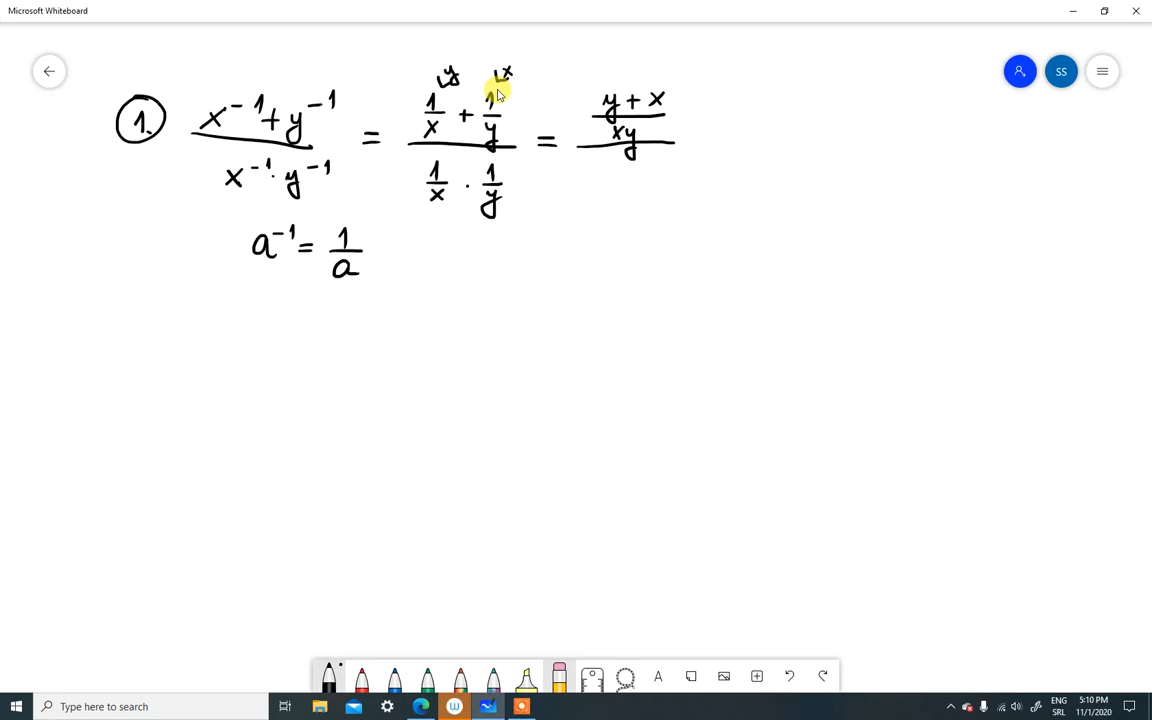 Microsoft Whiteboard
SS
1. (x⁻¹ + y⁻¹)/(x⁻¹ · y⁻¹) = (1/x + 1/y)/(1/x · 1/y) = ((y + x)/(xy))/
y x
a⁻¹ = 1/a
A
Type here to search
W
ENG
SRL
5:10 PM
11/1/2020